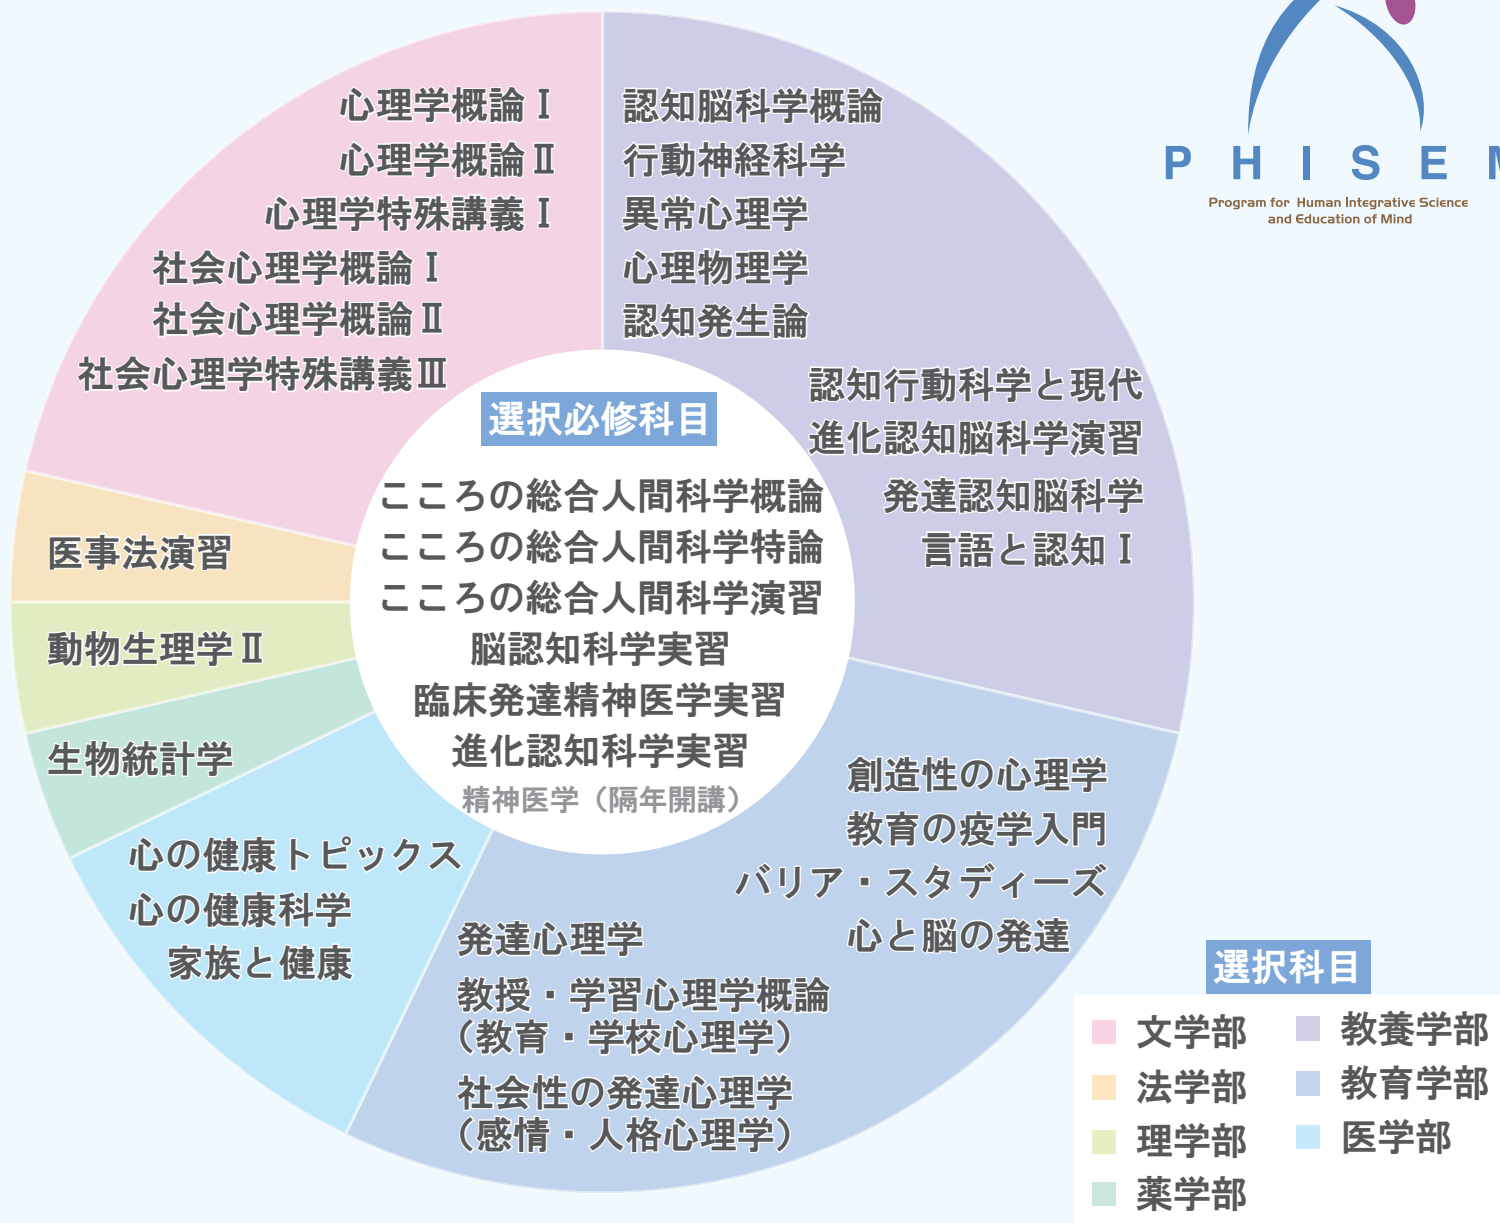 心理学概論Ⅰ
心理学概論Ⅱ
心理学特殊講義Ⅰ
社会心理学概論Ⅰ
社会心理学概論Ⅱ
社会心理学特殊講義Ⅲ
認知脳科学概論
行動神経科学
異常心理学
心理物理学
認知発生論
認知行動科学と現代
進化認知脳科学演習
発達認知脳科学
言語と認知Ⅰ
PHISEM
Program for Human Integrative Science
and Education of Mind
選択必修科目
こころの総合人間科学概論
こころの総合人間科学特論
こころの総合人間科学演習
脳認知科学実習
臨床発達精神医学実習
進化認知科学実習
精神医学（隔年開講）
医事法演習
動物生理学Ⅱ
生物統計学
心の健康トピックス
心の健康科学
家族と健康
創造性の心理学
教育の疫学入門
バリア・スタディーズ
心と脳の発達
発達心理学
教授・学習心理学概論
（教育・学校心理学）
社会性の発達心理学
（感情・人格心理学）
選択科目
文学部
法学部
理学部
薬学部
教養学部
教育学部
医学部